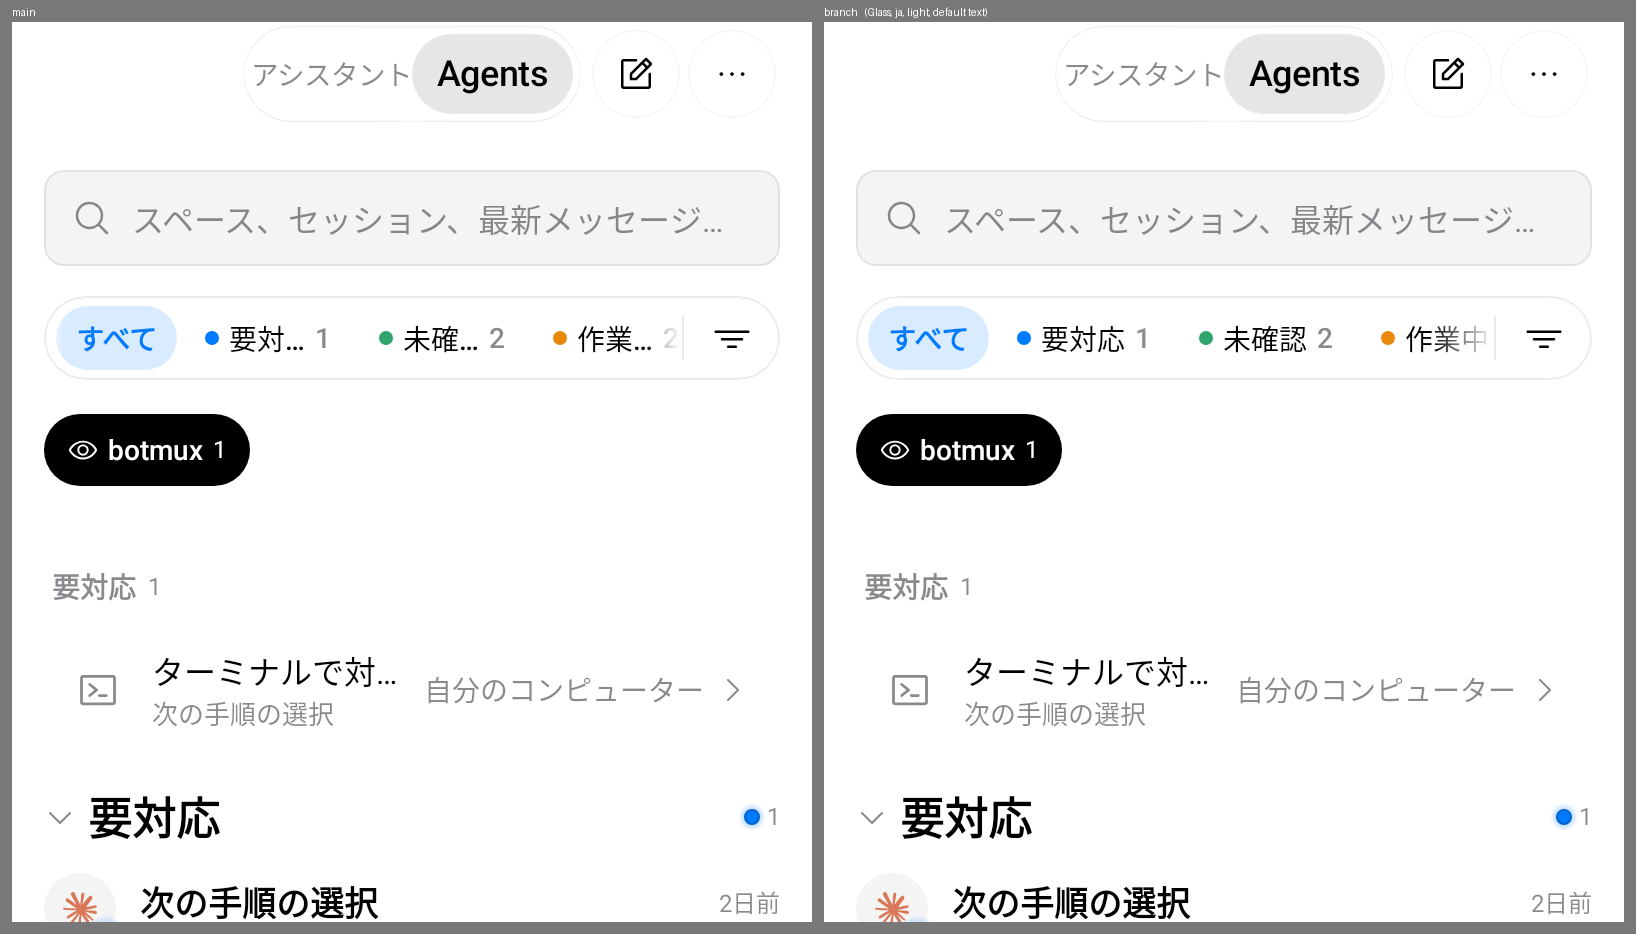 main
アシスタント Agents
スペース、セッション、最新メッセージ...
すべて 要対... 1 未確... 2 作業... 2
botmux 1
要対応 1
ターミナルで対...
次の手順の選択
自分のコンピューター
要対応 1
次の手順の選択 2日前
branch (Glass, ja, light, default text)
アシスタント Agents
スペース、セッション、最新メッセージ...
すべて 要対応 1 未確認 2 作業中
botmux 1
要対応 1
ターミナルで対...
次の手順の選択
自分のコンピューター
要対応 1
次の手順の選択 2日前